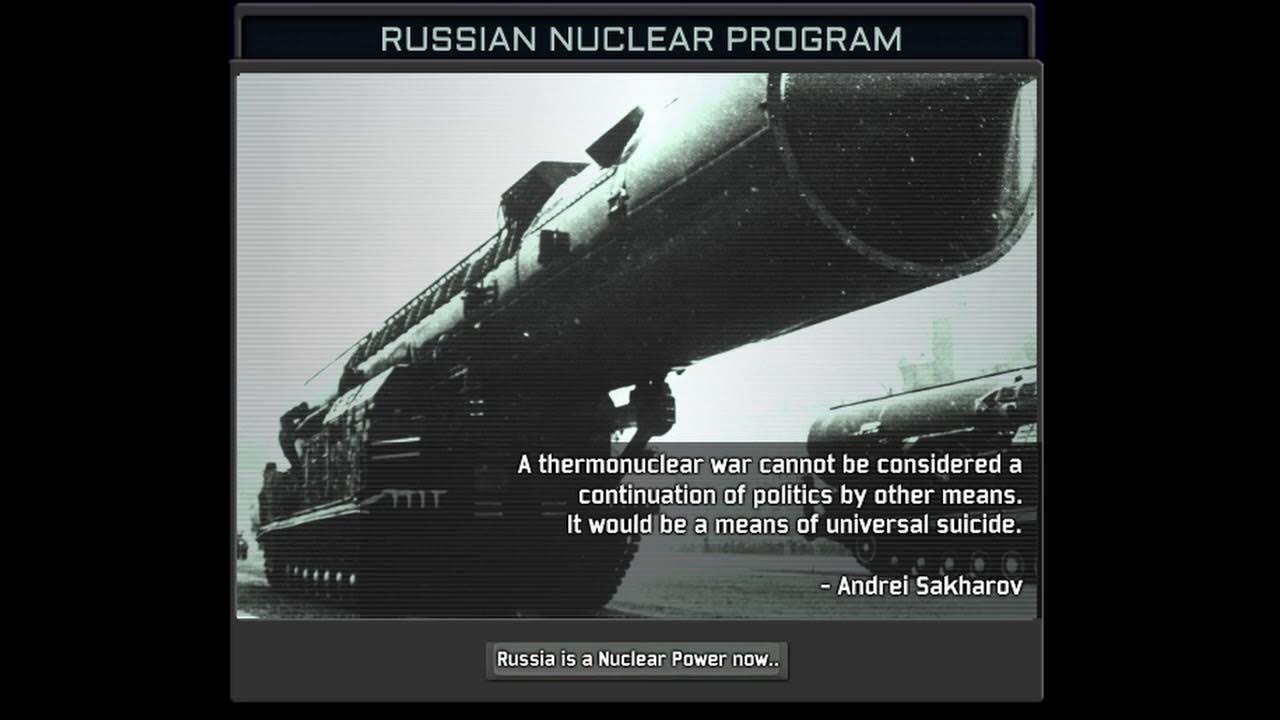 RUSSIAN NUCLEAR PROGRAM
A thermonuclear war cannot be considered a
continuation of politics by other means.
It would be a means of universal suicide.
- Andrei Sakharov
Russia is a Nuclear Power now..